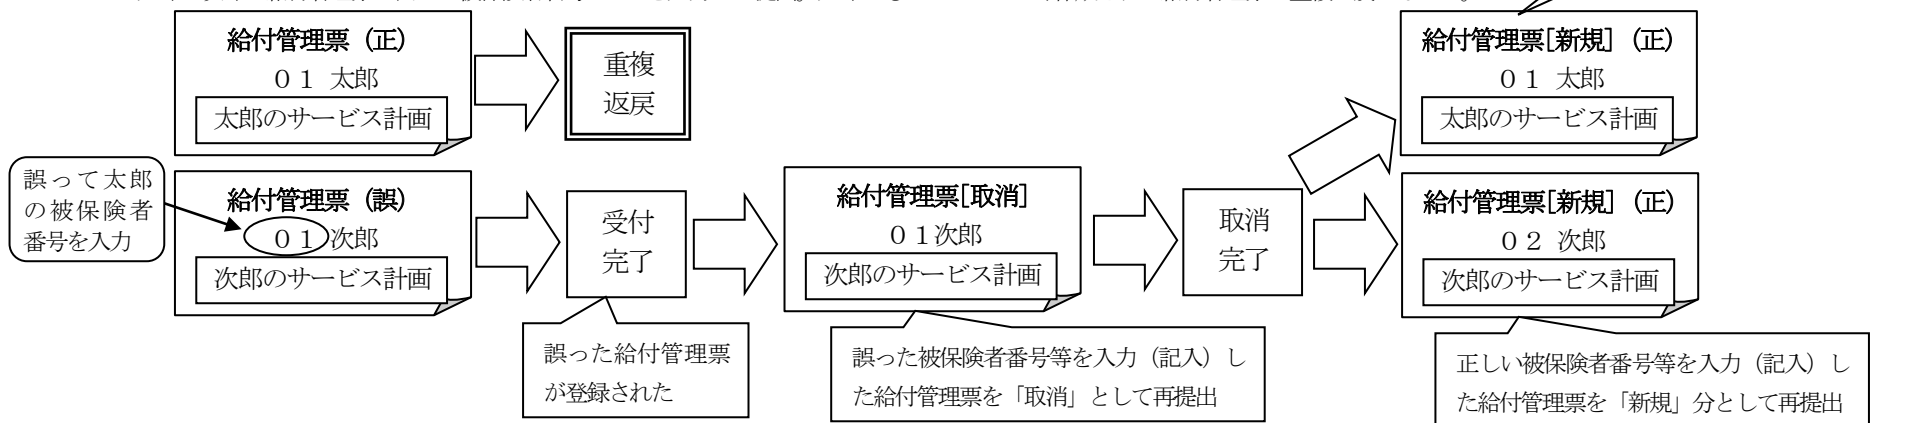 給付管理票（正）
０１ 太郎
太郎のサービス計画
重複
返戻
給付管理票[新規]（正）
０１ 太郎
太郎のサービス計画
誤って太郎
の被保険者
番号を入力
給付管理票（誤）
０１次郎
次郎のサービス計画
受付
完了
給付管理票[取消]
０１次郎
次郎のサービス計画
取消
完了
給付管理票[新規]（正）
０２ 次郎
次郎のサービス計画
誤った給付管理票
が登録された
誤った被保険者番号等を入力（記入）し
た給付管理票を「取消」として再提出
正しい被保険者番号等を入力（記入）し
た給付管理票を「新規」分として再提出